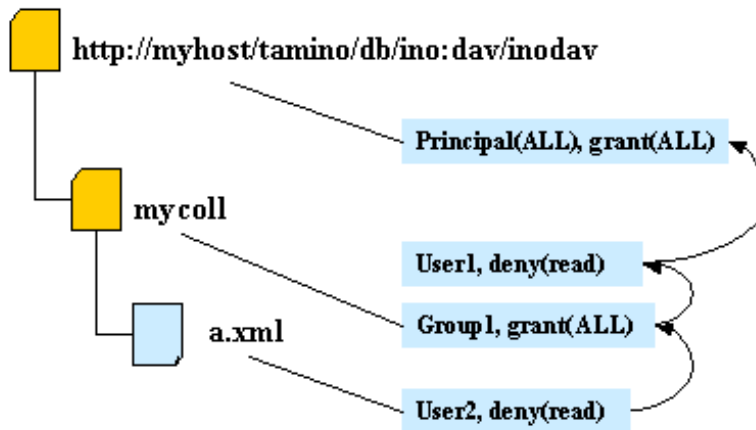 http://myhost/tamino/db/ino:dav/inodav
Principal(ALL), grant(ALL)
mycoll
User1, deny(read)
Group1, grant(ALL)
a.xml
User2, deny(read)